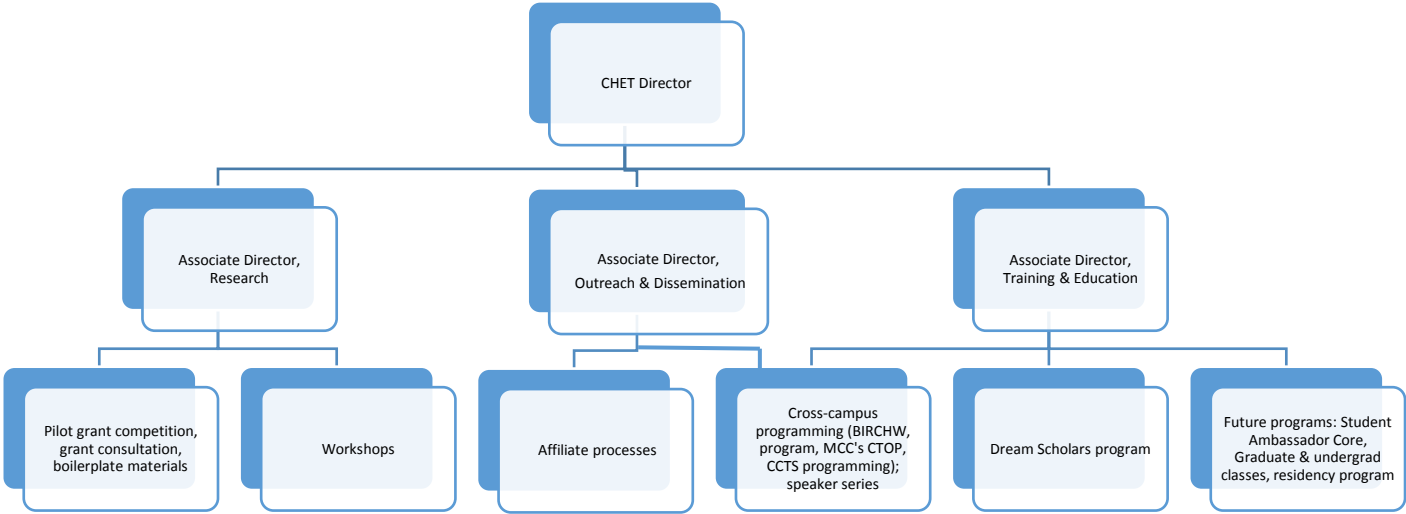 CHET Director
Associate Director,
Research
Associate Director,
Outreach & Dissemination
Associate Director,
Training & Education
Pilot grant competition,
grant consultation,
boilerplate materials
Workshops
Affiliate processes
Cross-campus
programming (BIRCHW,
program, MCC's CTOP,
CCTS programming);
speaker series
Dream Scholars program
Future programs: Student
Ambassador Core,
Graduate & undergrad
classes, residency program